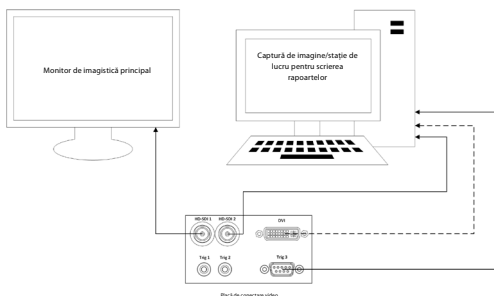 Monitor de imagistică principal
Captură de imagine/stație de
lucru pentru scrierea
rapoartelor
HD-SDI 1 HD-SDI 2 DVI
Trig 1 Trig 2 Trig 3
Placă de conectare video